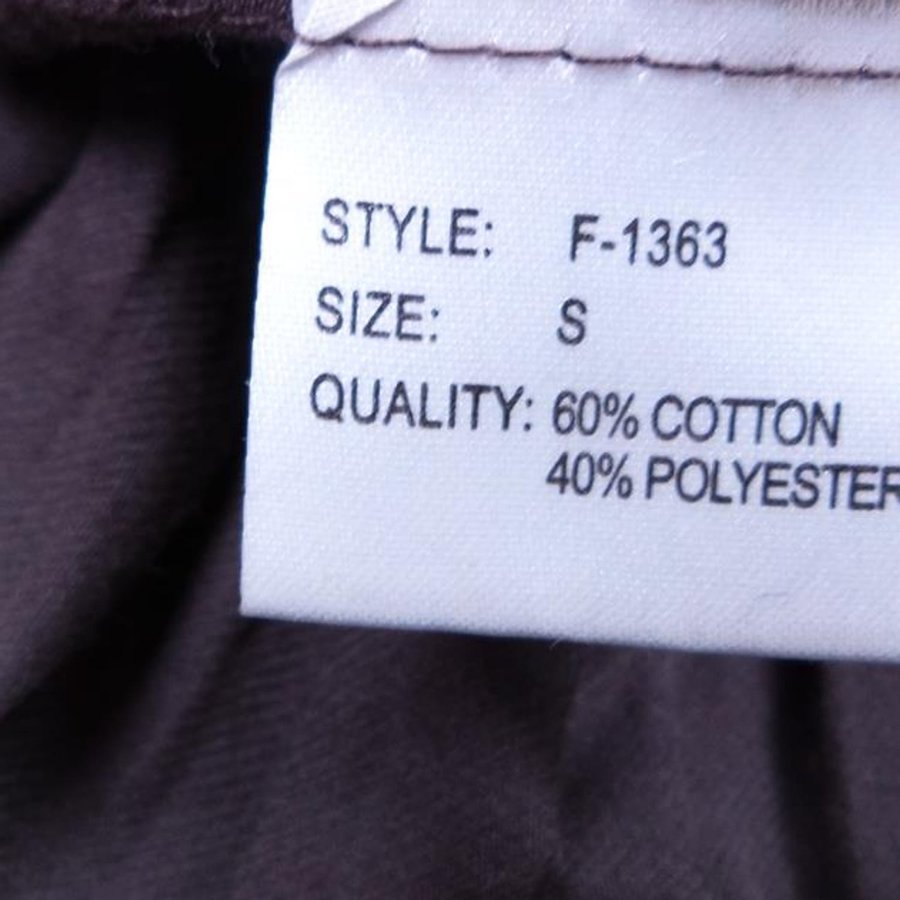 STYLE: F-1363
SIZE: S
QUALITY: 60% COTTON
40% POLYESTER